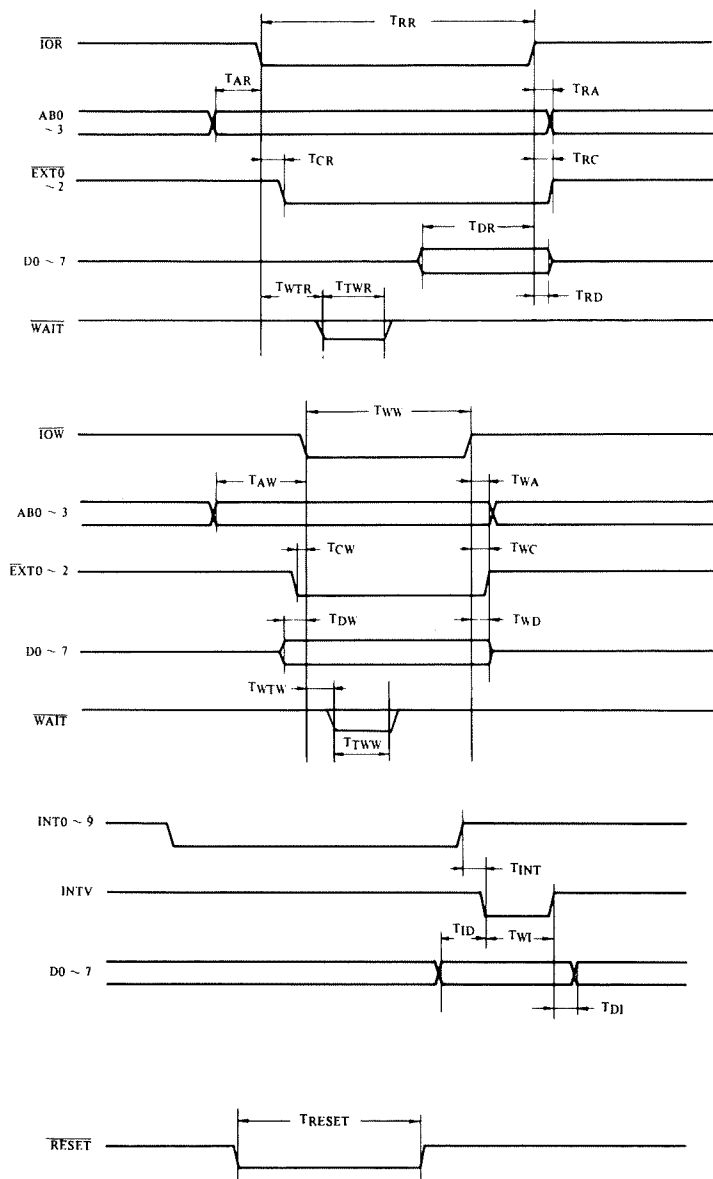 TRR
IOR
TAR
TRA
AB0
~ 3
TCR
TRC
EXT0
~ 2
TDR
D0 ~ 7
TWTR TTWR
TRD
WAIT
TWW
IOW
TAW
TWA
AB0 ~ 3
TCW
TWC
EXT0 ~ 2
TDW
TWD
D0 ~ 7
TWTW
WAIT
TTWW
INT0 ~ 9
TINT
INTV
TID TWI
D0 ~ 7
TDI
TRESET
RESET